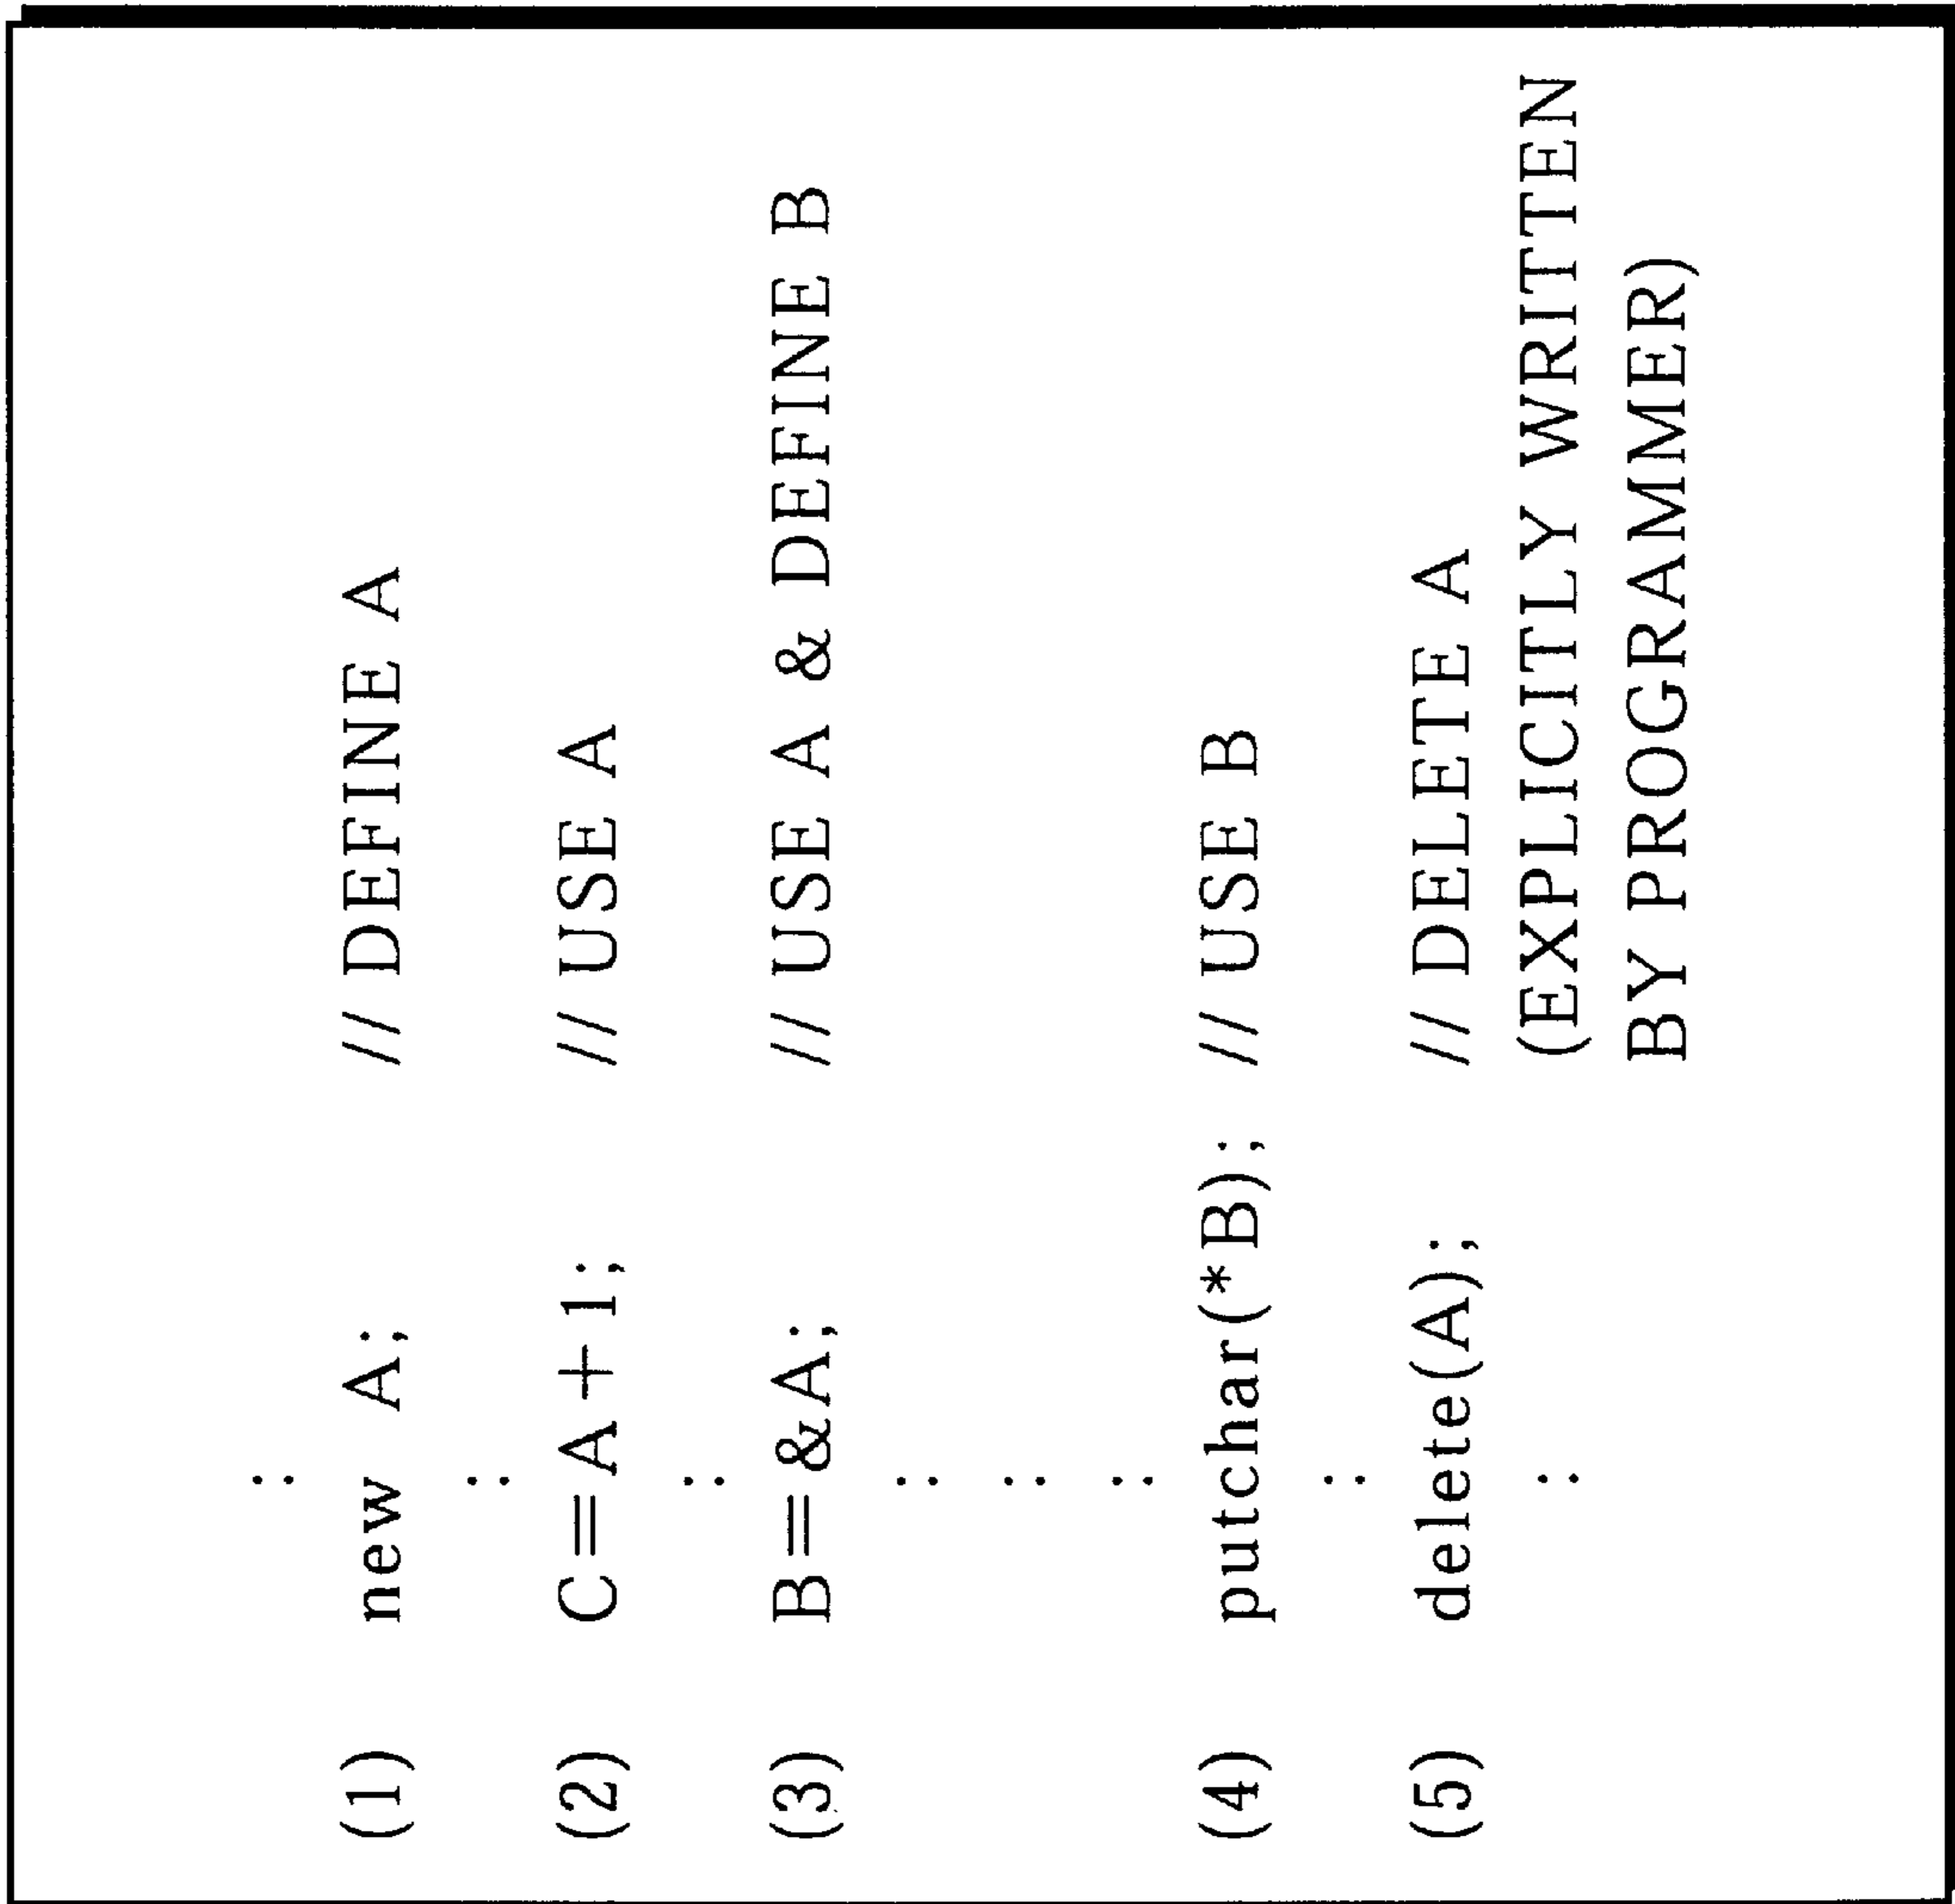 :
(1) new A; // DEFINE A
:
(2) C=A+1; // USE A
:
(3) B=&A; // USE A & DEFINE B
:
:
:
(4) putchar(*B); // USE B
:
(5) delete(A); // DELETE A
: (EXPLICITLY WRITTEN
BY PROGRAMMER)